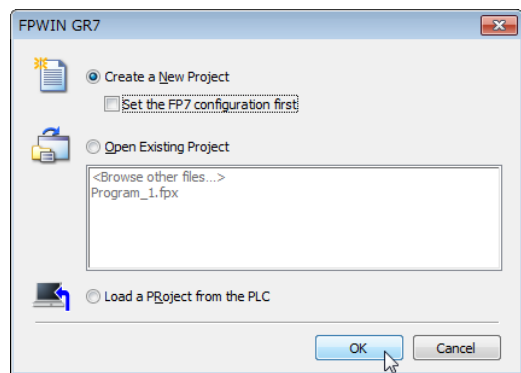 FPWIN GR7
Create a New Project
Set the FP7 configuration first
Open Existing Project
<Browse other files...>
Program_1.fpx
Load a PRoject from the PLC
OK
Cancel